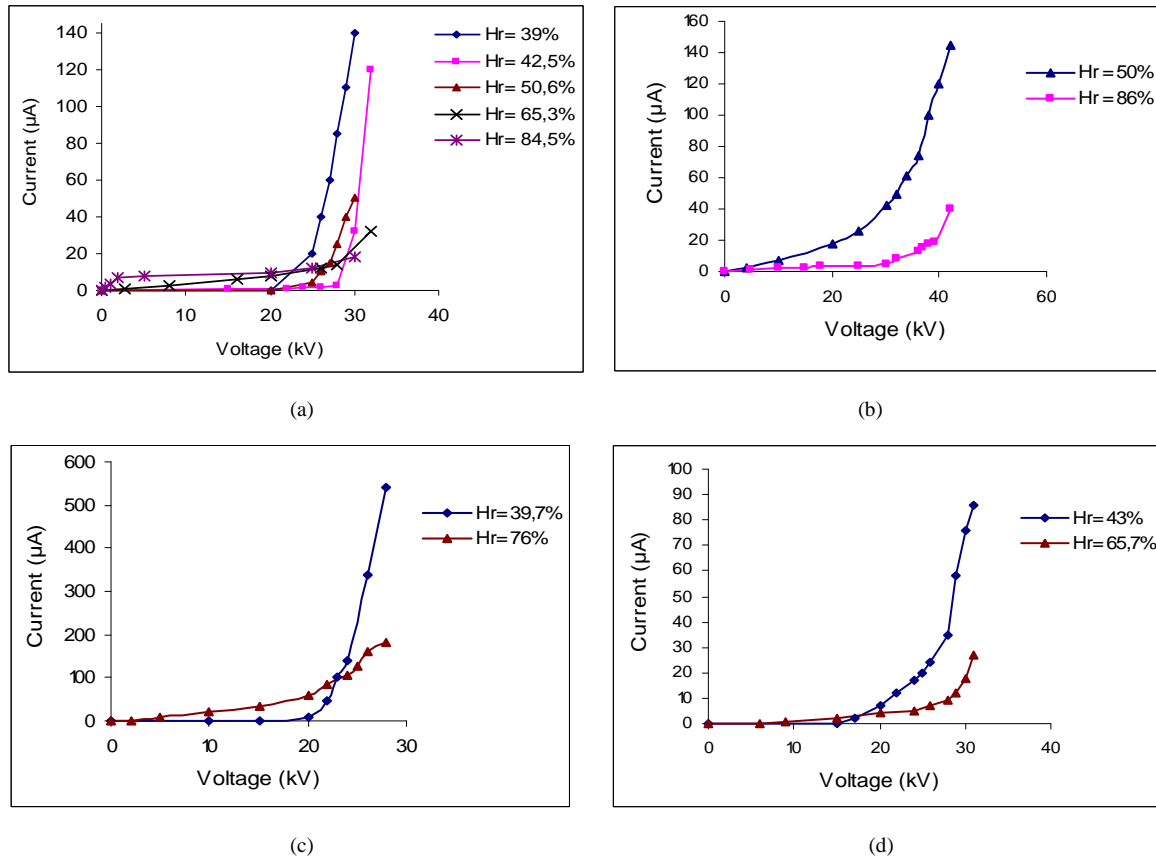 140
120
100
80
60
40
20
0
0 10 20 30 40
Current (µA)
Voltage (kV)
Hr= 39%
Hr= 42,5%
Hr= 50,6%
Hr= 65,3%
Hr= 84,5%
(a)
160
140
120
100
80
60
40
20
0
0 20 40 60
Current (µA)
Voltage (kV)
Hr = 50%
Hr = 86%
(b)
600
500
400
300
200
100
0
0 10 20 30
Current (µA)
Voltage (kV)
Hr= 39,7%
Hr= 76%
(c)
100
90
80
70
60
50
40
30
20
10
0
0 10 20 30 40
Current (µA)
Voltage (kV)
Hr= 43%
Hr= 65,7%
(d)